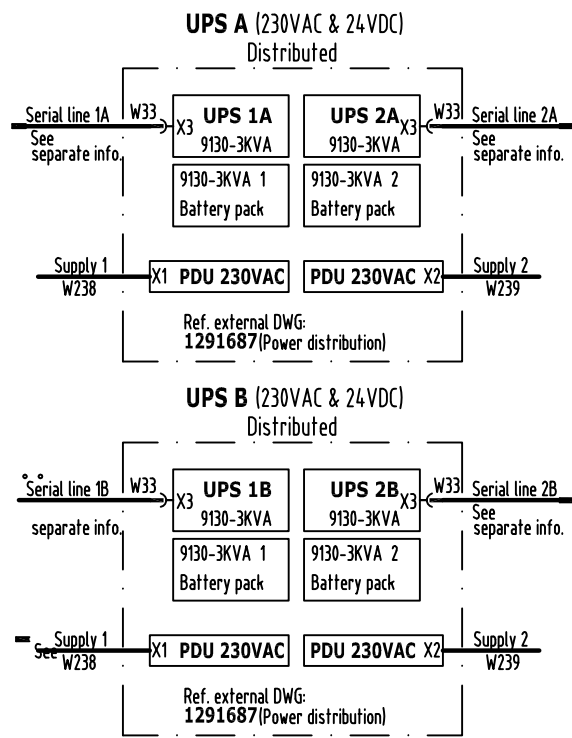 UPS A (230VAC & 24VDC)
Distributed
Serial line 1A
W33
X3
UPS 1A
9130-3KVA
UPS 2A
9130-3KVA
X3
W33
Serial line 2A
See
separate info.
See
separate info.
9130-3KVA 1
Battery pack
9130-3KVA 2
Battery pack
Supply 1
W238
X1 PDU 230VAC
PDU 230VAC X2
Supply 2
W239
Ref. external DWG:
1291687(Power distribution)
UPS B (230VAC & 24VDC)
Distributed
Serial line 1B
W33
X3
UPS 1B
9130-3KVA
UPS 2B
9130-3KVA
X3
W33
Serial line 2B
separate info.
See
separate info.
9130-3KVA 1
Battery pack
9130-3KVA 2
Battery pack
Supply 1
See
W238
X1 PDU 230VAC
PDU 230VAC X2
Supply 2
W239
Ref. external DWG:
1291687(Power distribution)